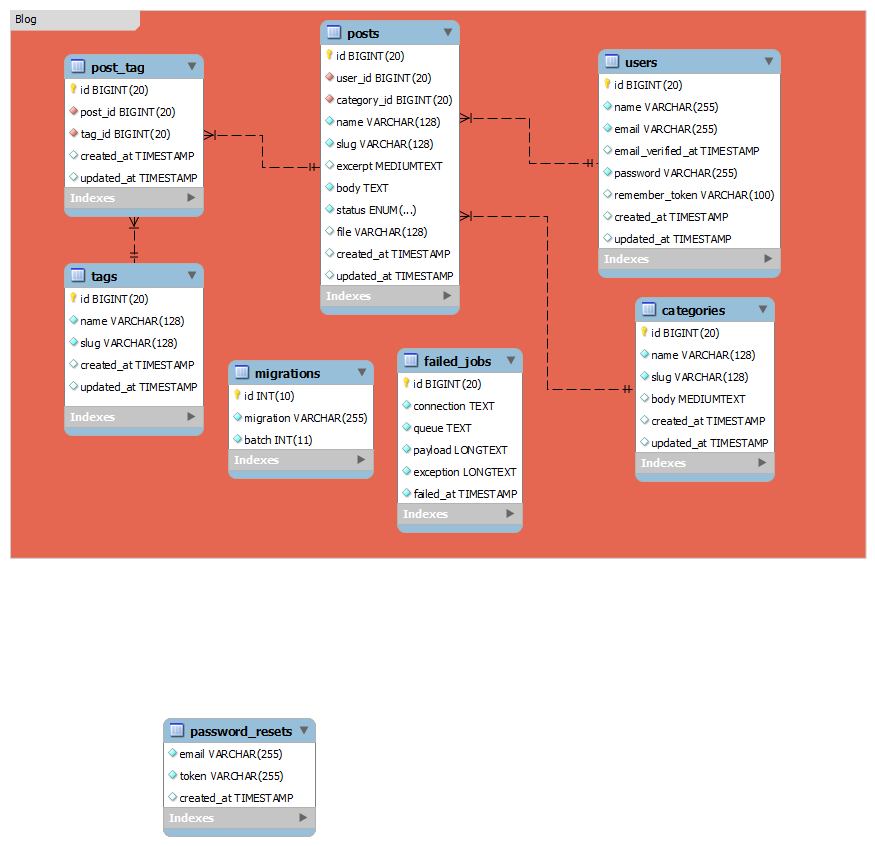 Blog
post_tag
id BIGINT(20)
post_id BIGINT(20)
tag_id BIGINT(20)
created_at TIMESTAMP
updated_at TIMESTAMP
Indexes
posts
id BIGINT(20)
user_id BIGINT(20)
category_id BIGINT(20)
name VARCHAR(128)
slug VARCHAR(128)
excerpt MEDIUMTEXT
body TEXT
status ENUM(...)
file VARCHAR(128)
created_at TIMESTAMP
updated_at TIMESTAMP
Indexes
users
id BIGINT(20)
name VARCHAR(255)
email VARCHAR(255)
email_verified_at TIMESTAMP
password VARCHAR(255)
remember_token VARCHAR(100)
created_at TIMESTAMP
updated_at TIMESTAMP
Indexes
tags
id BIGINT(20)
name VARCHAR(128)
slug VARCHAR(128)
created_at TIMESTAMP
updated_at TIMESTAMP
Indexes
migrations
id INT(10)
migration VARCHAR(255)
batch INT(11)
Indexes
failed_jobs
id BIGINT(20)
connection TEXT
queue TEXT
payload LONGTEXT
exception LONGTEXT
failed_at TIMESTAMP
Indexes
categories
id BIGINT(20)
name VARCHAR(128)
slug VARCHAR(128)
body MEDIUMTEXT
created_at TIMESTAMP
updated_at TIMESTAMP
Indexes
password_resets
email VARCHAR(255)
token VARCHAR(255)
created_at TIMESTAMP
Indexes